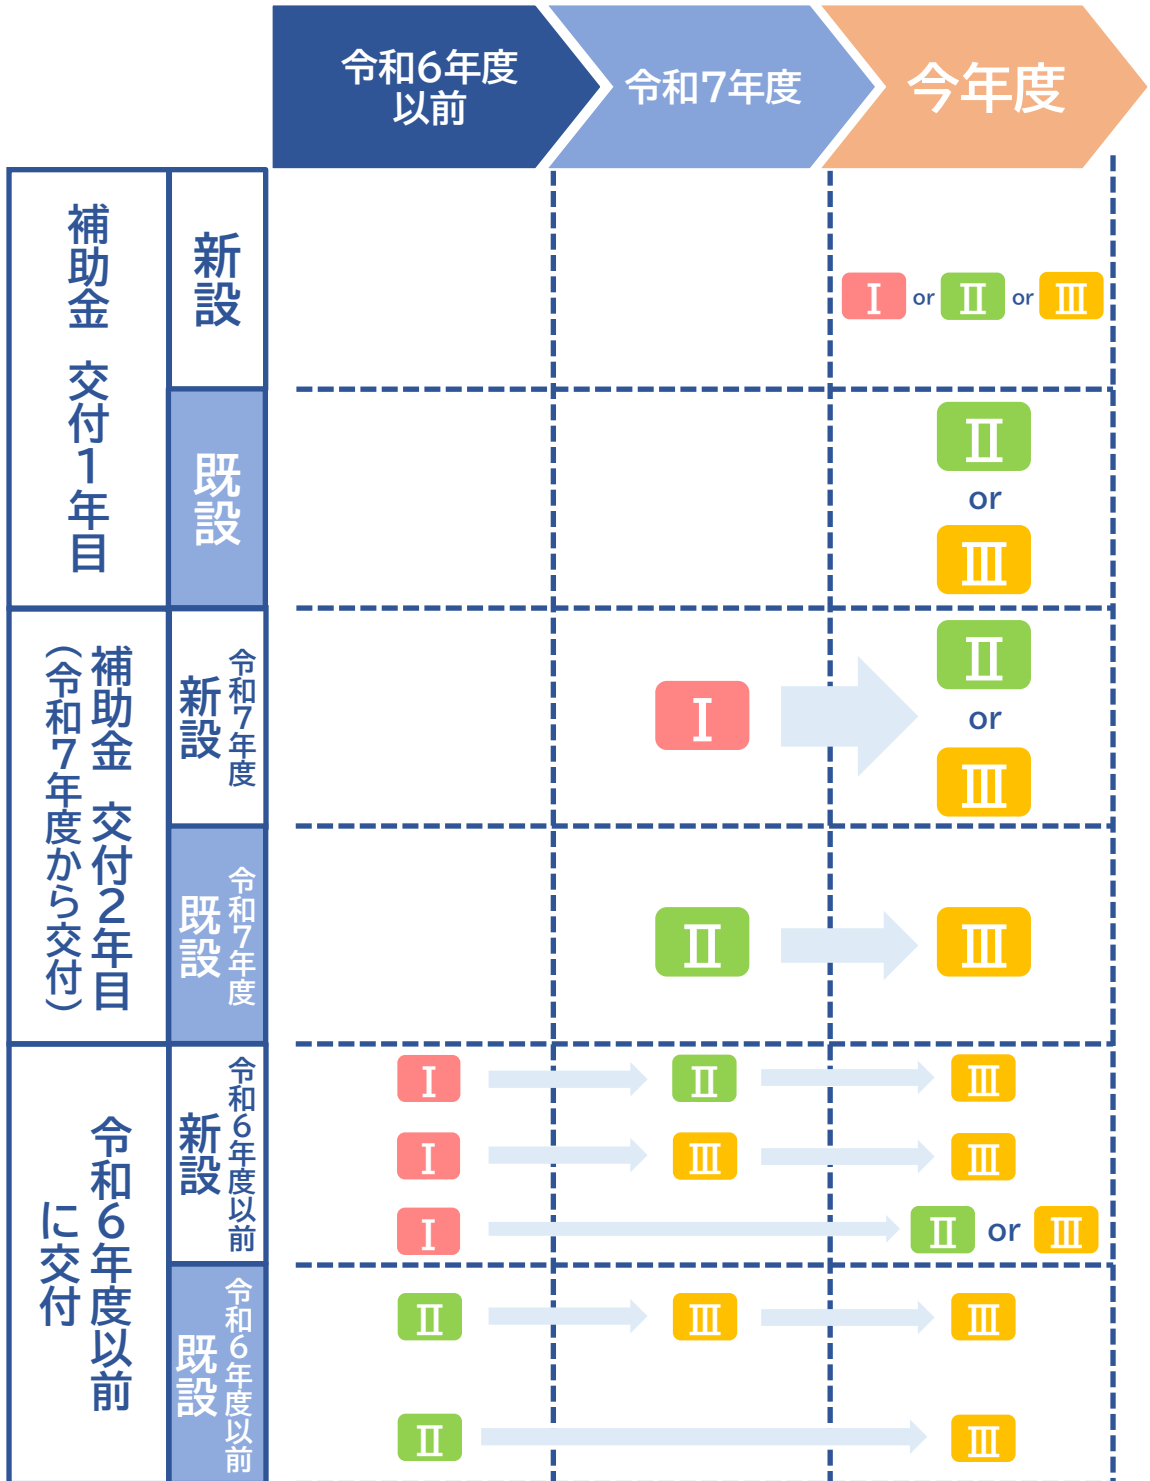 令和6年度
以前
令和7年度
今年度
補助金 交付1年目
新設
Ⅰ or Ⅱ or Ⅲ
既設
Ⅱ
or
Ⅲ
補助金 交付2年目
（令和7年度から交付）
令和7年度
新設
Ⅰ
Ⅱ
or
Ⅲ
令和7年度
既設
Ⅱ
Ⅲ
令和6年度以前
に交付
令和6年度以前
新設
Ⅰ Ⅱ Ⅲ
Ⅰ Ⅲ Ⅲ
Ⅰ Ⅱ or Ⅲ
令和6年度以前
既設
Ⅱ Ⅲ Ⅲ
Ⅱ Ⅲ